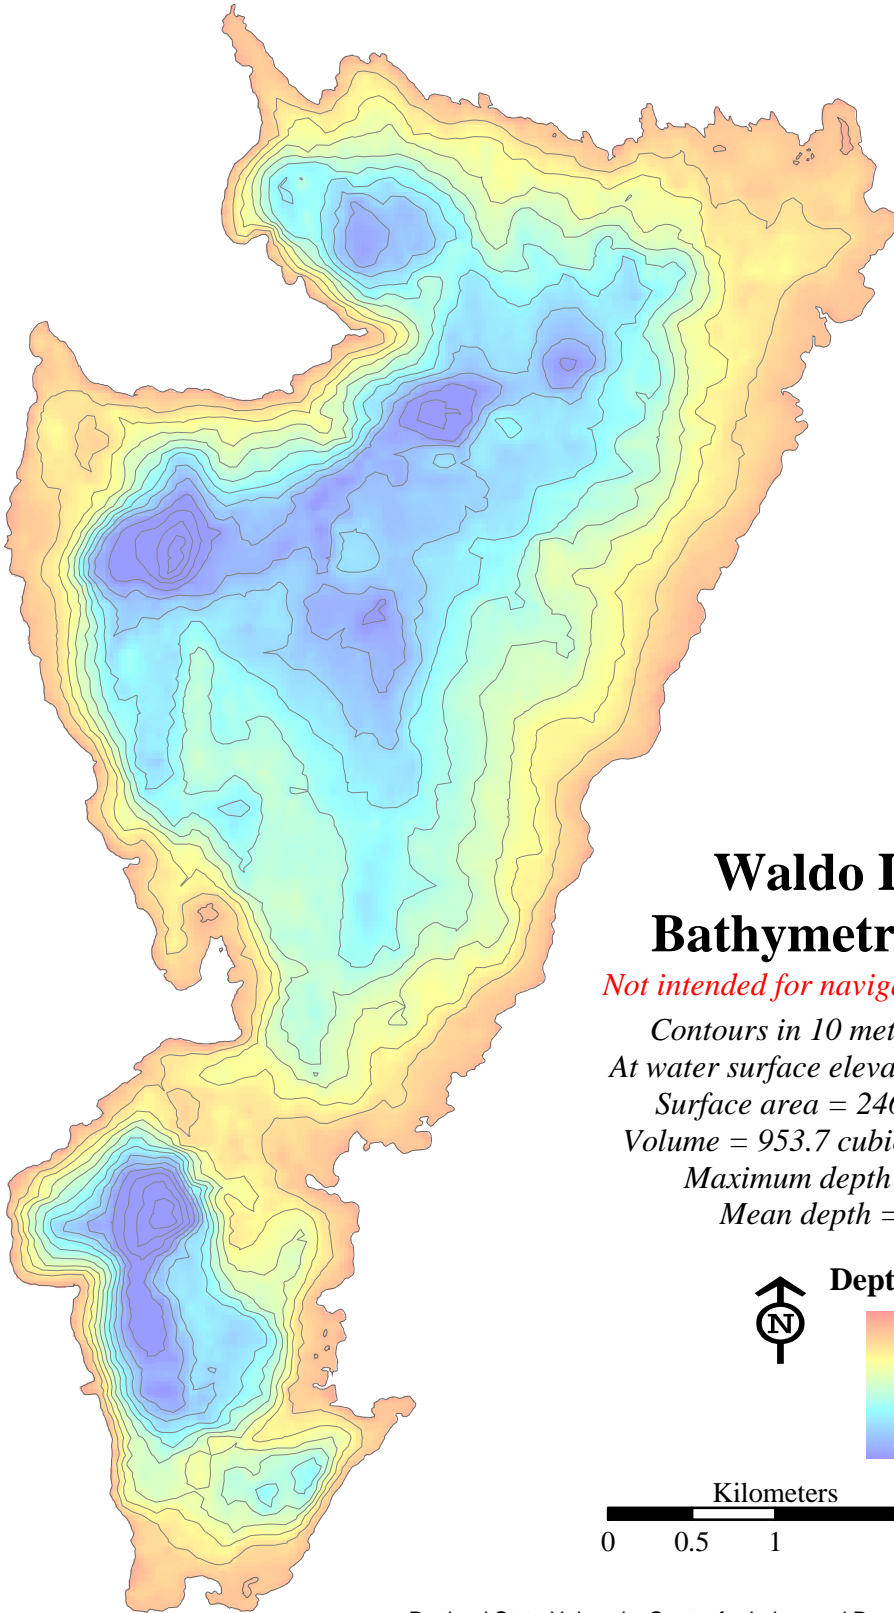 Waldo
Bathymetr
Not intended for navig
Contours in 10 met
At water surface eleva
Surface area = 24
Volume = 953.7 cubi
Maximum depth
Mean depth =
Dept
N
Kilometers
0 0.5 1